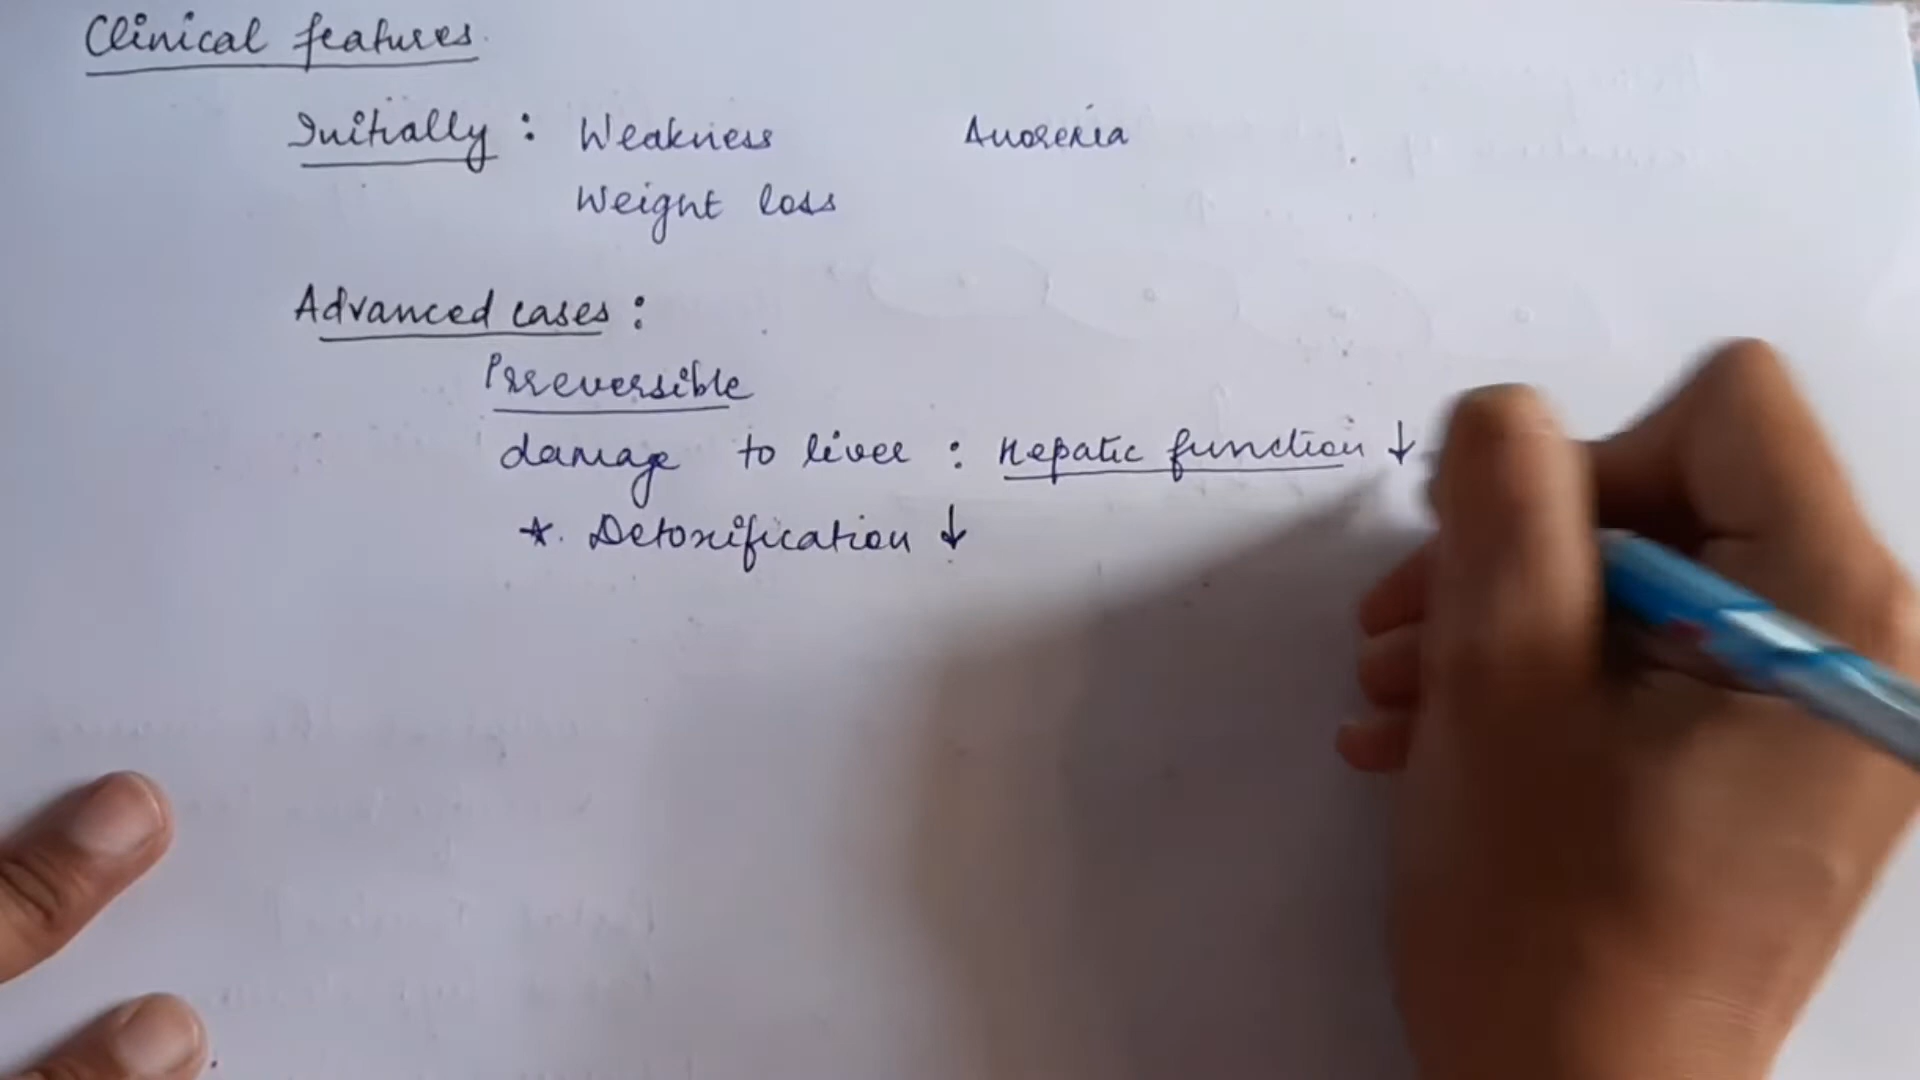 Clinical features.
Initially : Weakness Anorexia
Weight loss
Advanced cases :
Irreversible
damage to liver : Hepatic function ↓
*. Detoxification ↓